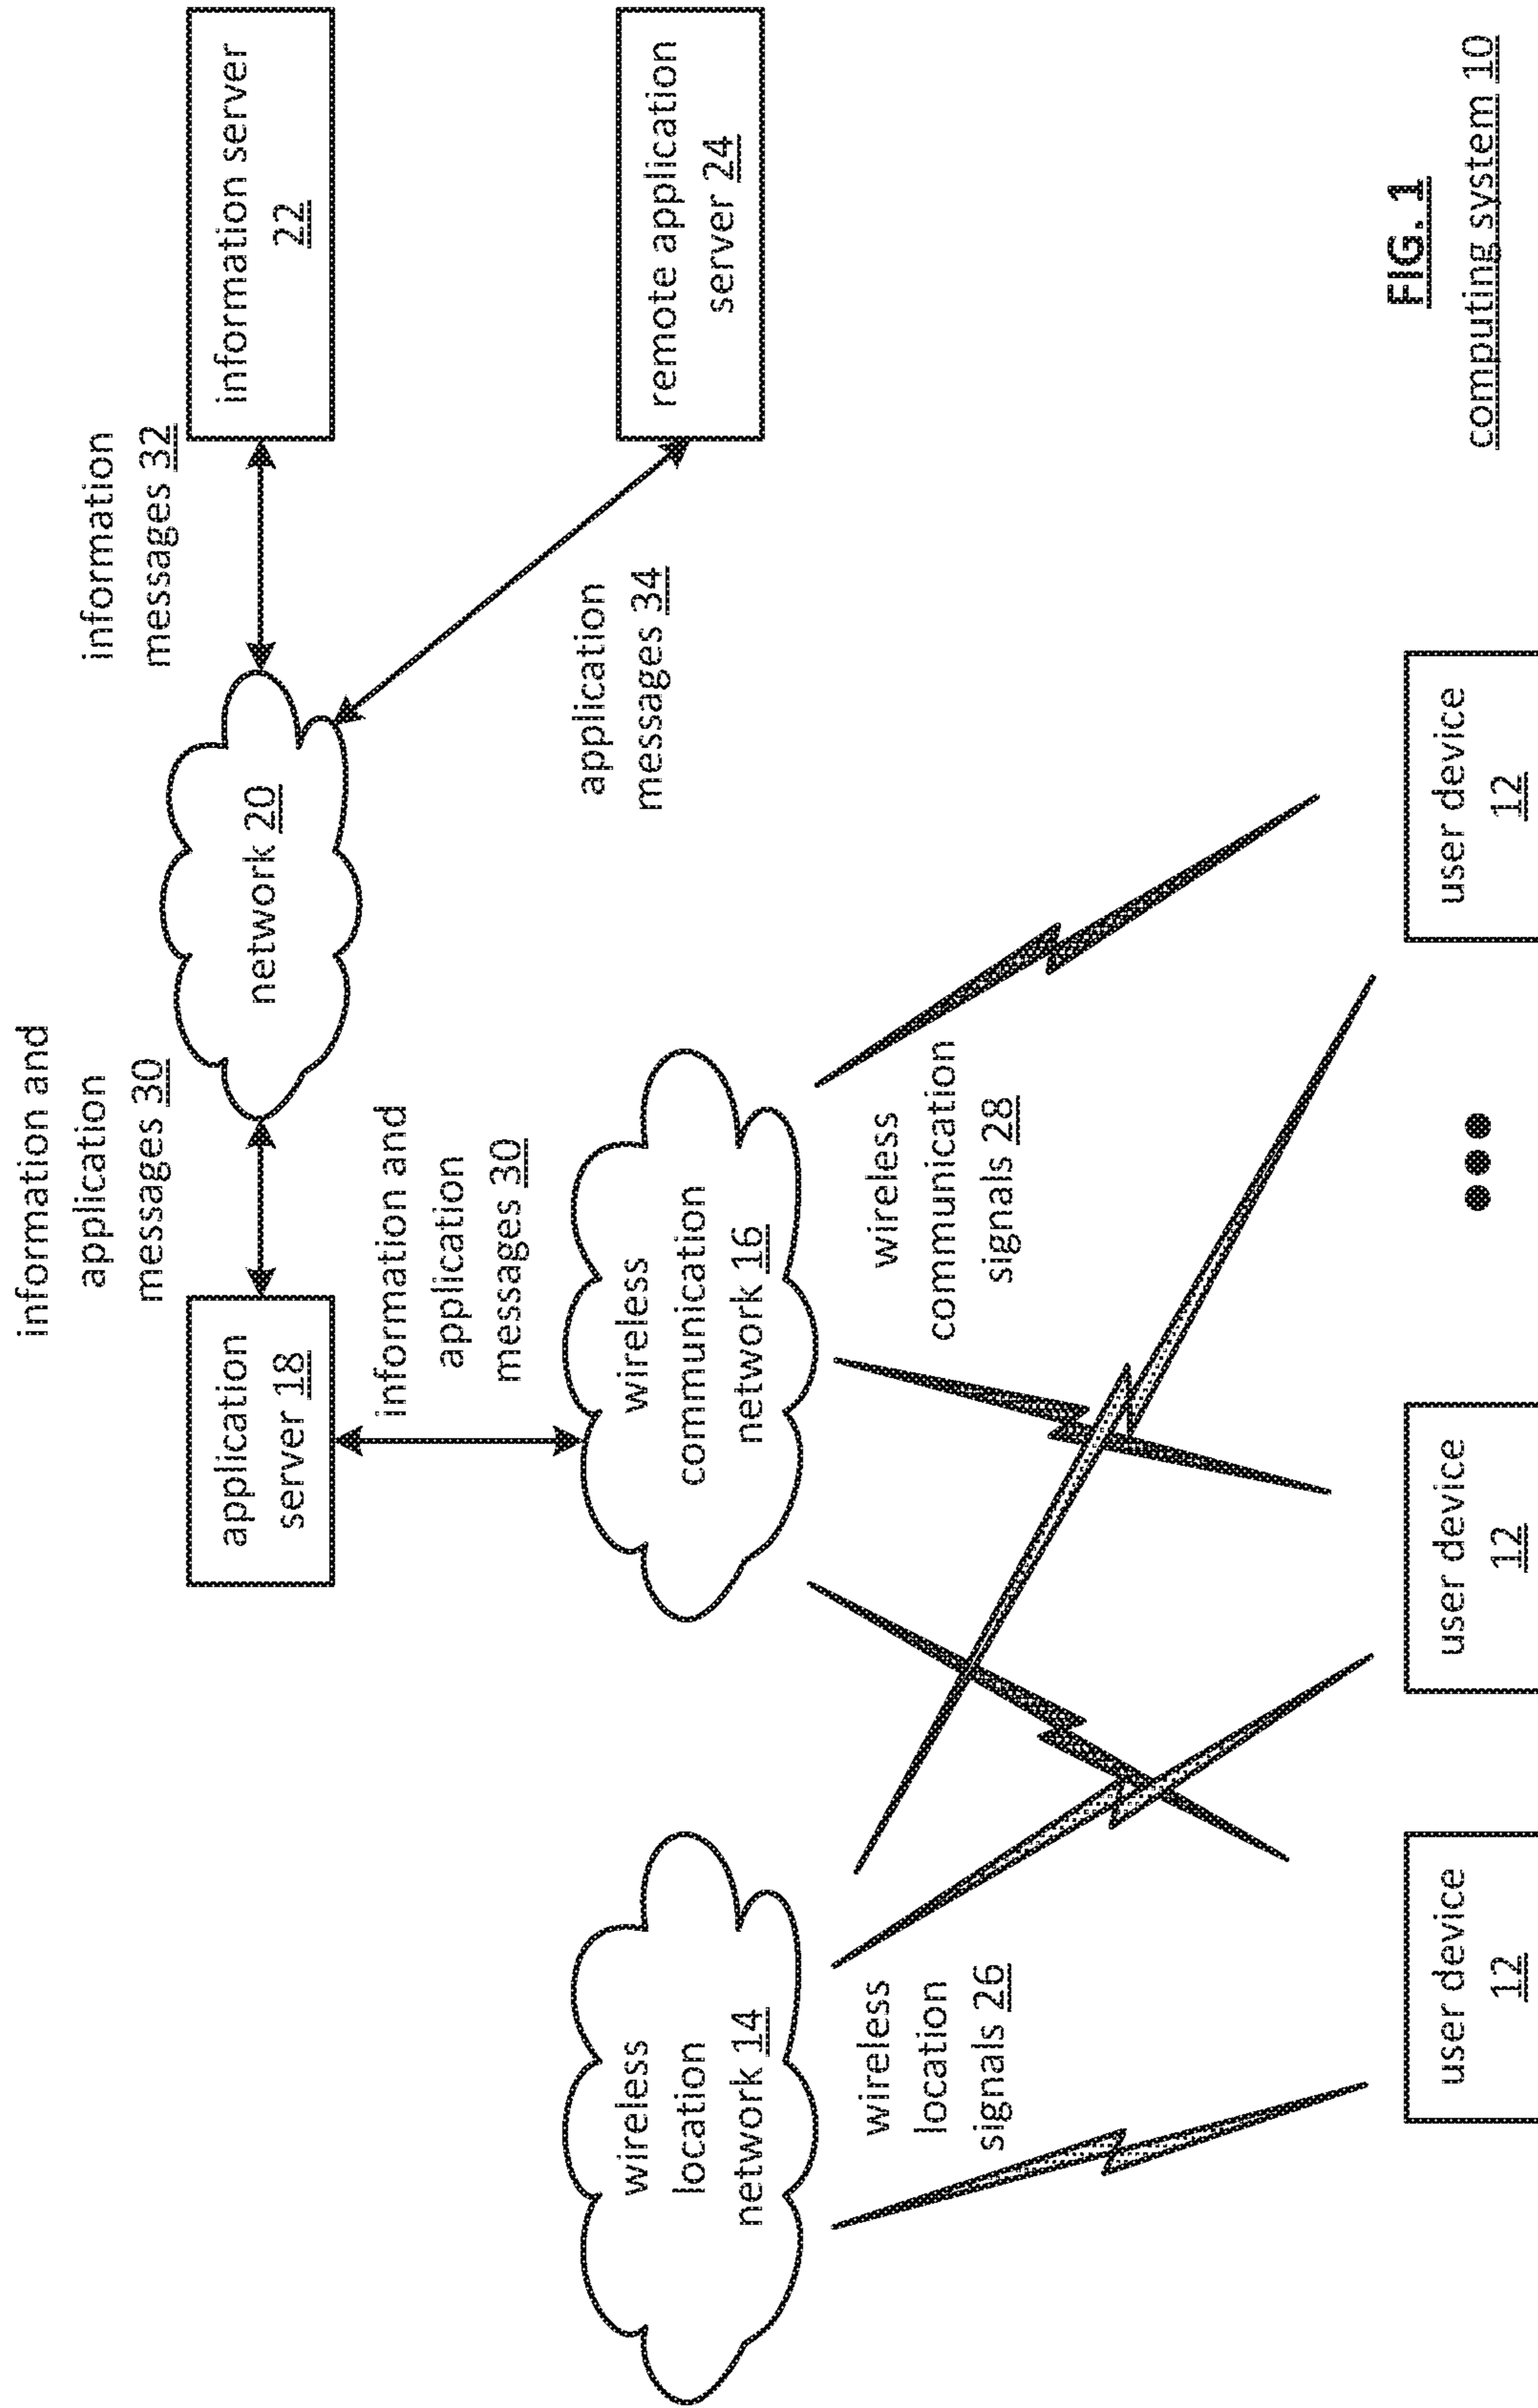 information and
application
messages 30
information
messages 32
application
server 18
network 20
information server
22
information and
application
messages 30
application
messages 34
remote application
server 24
wireless
location
network 14
wireless
communication
network 16
wireless
location
signals 26
wireless
communication
signals 28
user device
12
user device
12
user device
12
FIG. 1
computing system 10